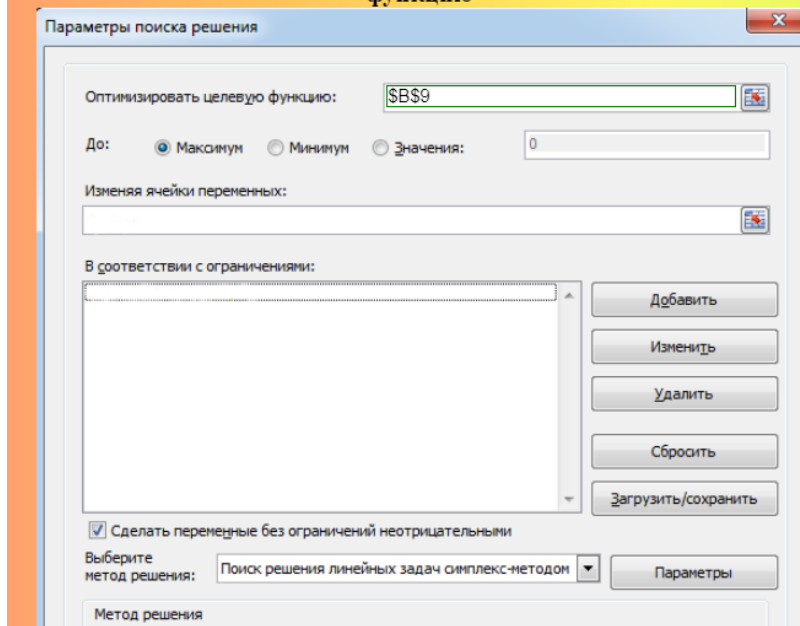 функцию
Параметры поиска решения
Оптимизировать целевую функцию: $B$9
До: Максимум Минимум Значения: 0
Изменяя ячейки переменных:
В соответствии с ограничениями:
Добавить
Изменить
Удалить
Сбросить
Загрузить/сохранить
Сделать переменные без ограничений неотрицательными
Выберите
метод решения: Поиск решения линейных задач симплекс-методом Параметры
Метод решения